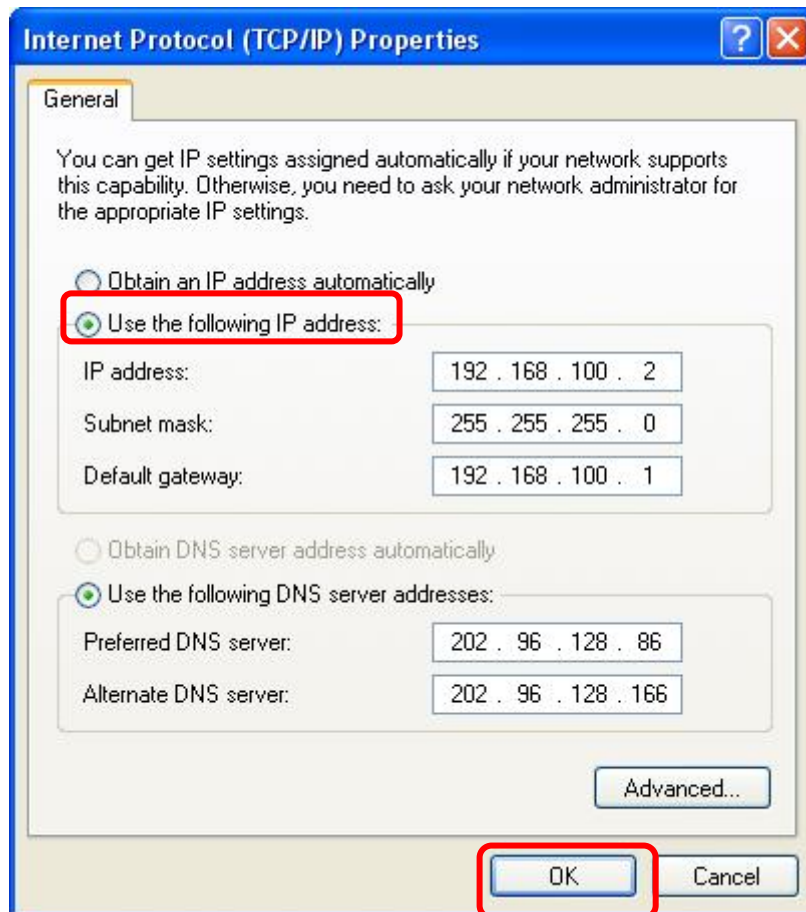 Internet Protocol (TCP/IP) Properties
General
You can get IP settings assigned automatically if your network supports
this capability. Otherwise, you need to ask your network administrator for
the appropriate IP settings.
Obtain an IP address automatically
Use the following IP address:
IP address: 192 . 168 . 100 . 2
Subnet mask: 255 . 255 . 255 . 0
Default gateway: 192 . 168 . 100 . 1
Obtain DNS server address automatically
Use the following DNS server addresses:
Preferred DNS server: 202 . 96 . 128 . 86
Alternate DNS server: 202 . 96 . 128 . 166
Advanced...
OK Cancel